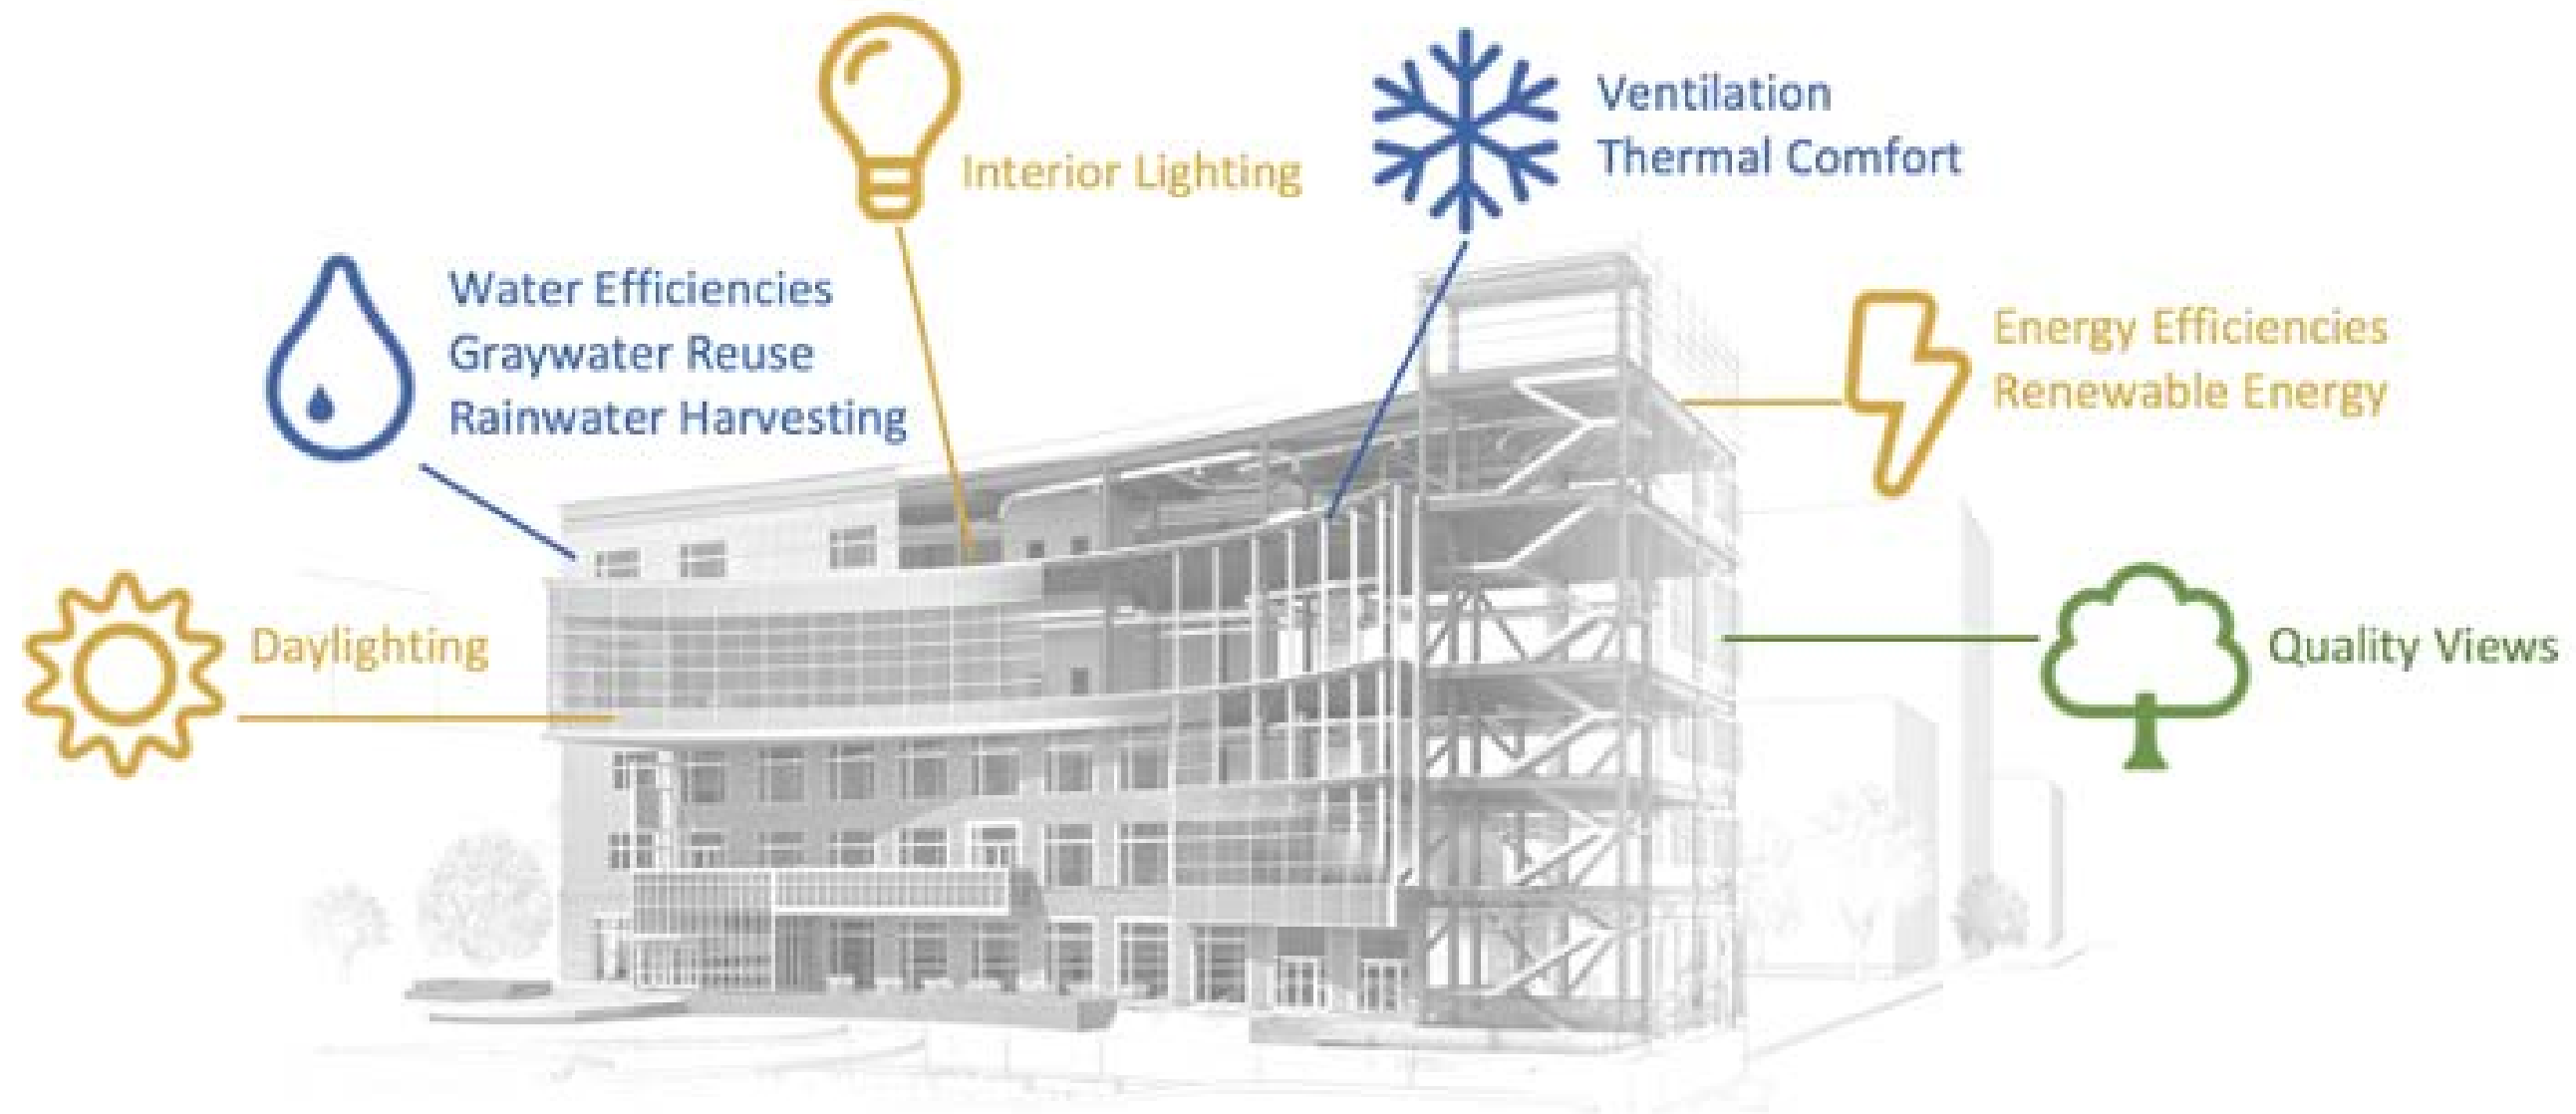 Interior Lighting
Ventilation
Thermal Comfort
Water Efficiencies
Graywater Reuse
Rainwater Harvesting
Energy Efficiencies
Renewable Energy
Daylighting
Quality Views